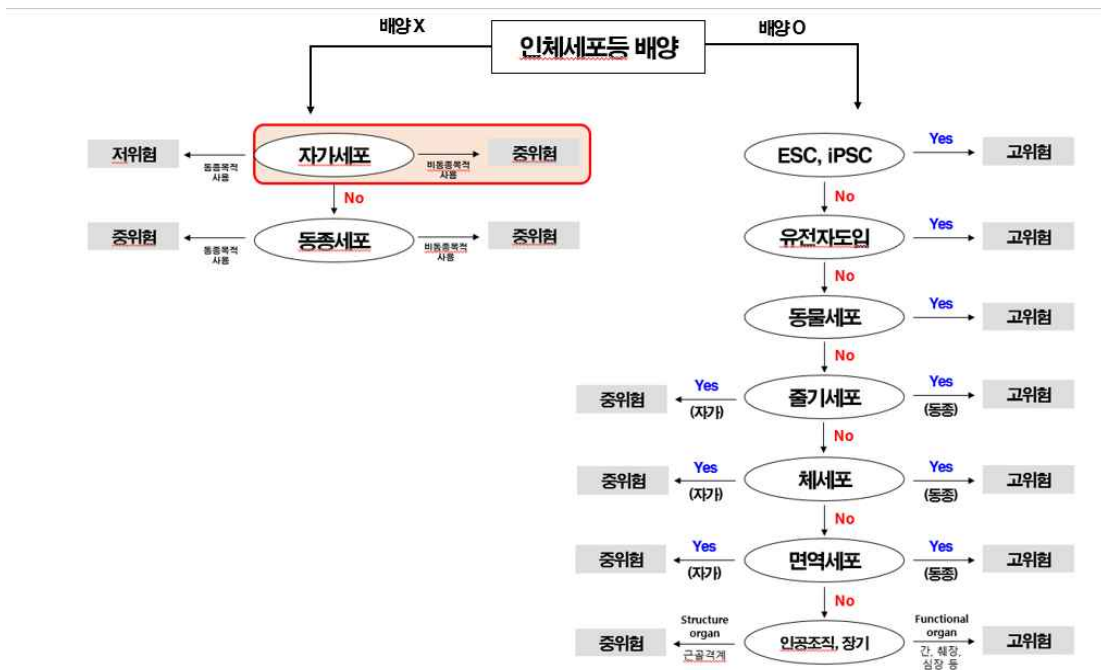 배양 X
인체세포등 배양
배양 O
저위험
동종목적
사용
자가세포
비동종목적
사용
중위험
No
중위험
동종목적
사용
동종세포
비동종목적
사용
중위험
ESC, iPSC
Yes
고위험
No
유전자도입
Yes
고위험
No
동물세포
Yes
고위험
No
중위험
Yes
(자가)
줄기세포
Yes
(동종)
고위험
No
중위험
Yes
(자가)
체세포
Yes
(동종)
고위험
No
중위험
Yes
(자가)
면역세포
Yes
(동종)
고위험
No
중위험
Structure
organ
근골격계
인공조직, 장기
Functional
organ
간, 췌장,
심장 등
고위험